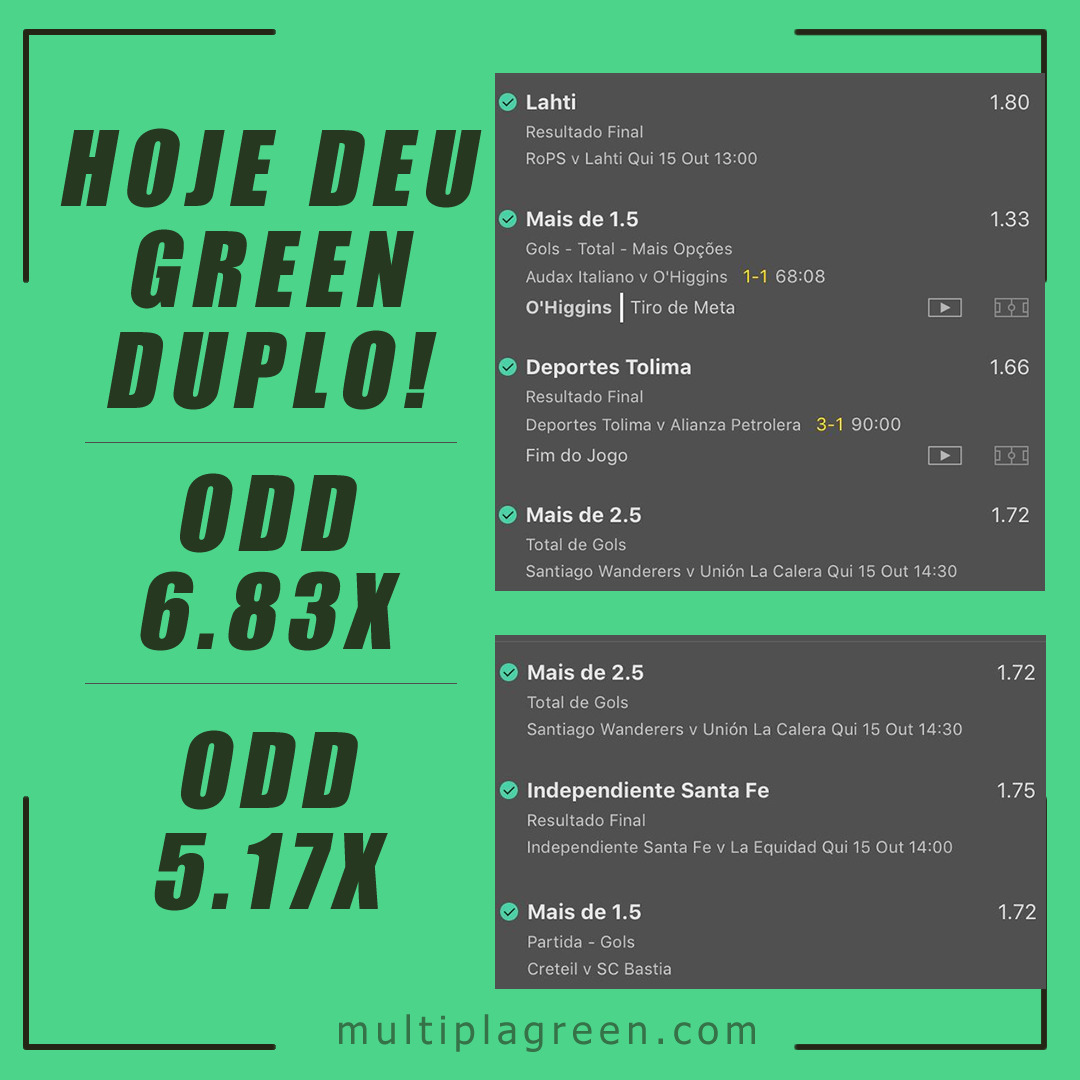 HOJE DEU
GREEN
DUPLO!
ODD
6.83X
ODD
5.17X
Lahti 1.80
Resultado Final
RoPS v Lahti Qui 15 Out 13:00
Mais de 1.5 1.33
Gols - Total - Mais Opções
Audax Italiano v O'Higgins 1-1 68:08
O'Higgins Tiro de Meta
Deportes Tolima 1.66
Resultado Final
Deportes Tolima v Alianza Petrolera 3-1 90:00
Fim do Jogo
Mais de 2.5 1.72
Total de Gols
Santiago Wanderers v Unión La Calera Qui 15 Out 14:30
Mais de 2.5 1.72
Total de Gols
Santiago Wanderers v Unión La Calera Qui 15 Out 14:30
Independiente Santa Fe 1.75
Resultado Final
Independiente Santa Fe v La Equidad Qui 15 Out 14:00
Mais de 1.5 1.72
Partida - Gols
Creteil v SC Bastia
multiplagreen.com